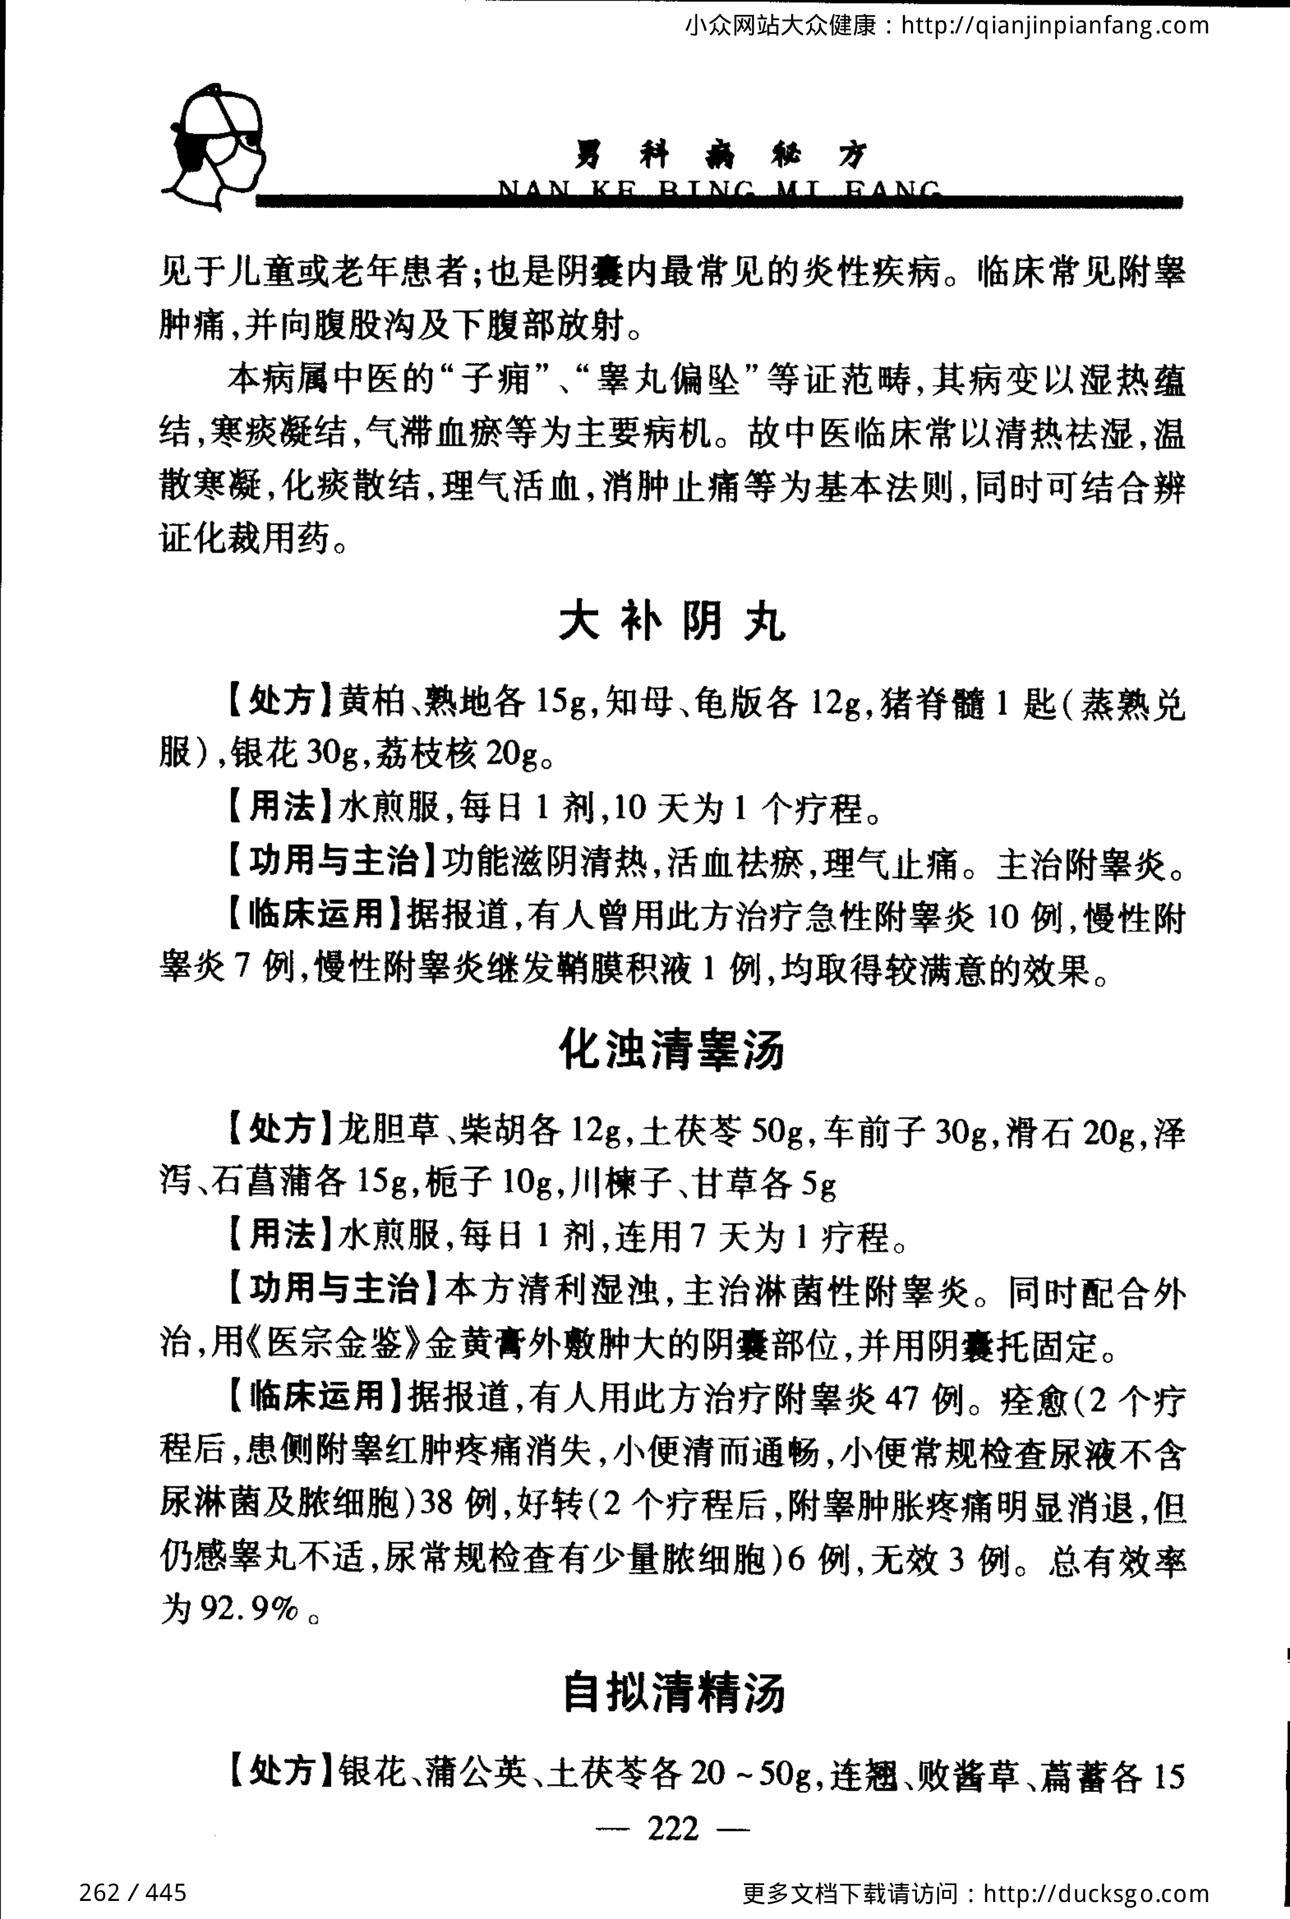 小众网站大众健康：http://qianjinpianfang.com
男科病秘方
NAN KE BING MI FANG
见于儿童或老年患者;也是阴囊内最常见的炎性疾病。临床常见附睾
肿痛,并向腹股沟及下腹部放射。
本病属中医的“子痈”、“睾丸偏坠”等证范畴,其病变以湿热蕴
结,寒痰凝结,气滞血瘀等为主要病机。故中医临床常以清热祛湿,温
散寒凝,化痰散结,理气活血,消肿止痛等为基本法则,同时可结合辨
证化裁用药。
大补阴丸
【处方】黄柏、熟地各15g,知母、龟版各12g,猪脊髓1匙(蒸熟兑
服),银花30g,荔枝核20g。
【用法】水煎服,每日1剂,10天为1个疗程。
【功用与主治】功能滋阴清热,活血祛瘀,理气止痛。主治附睾炎。
【临床运用】据报道,有人曾用此方治疗急性附睾炎10例,慢性附
睾炎7例,慢性附睾炎继发鞘膜积液1例,均取得较满意的效果。
化浊清睾汤
【处方】龙胆草、柴胡各12g,土茯苓50g,车前子30g,滑石20g,泽
泻、石菖蒲各15g,栀子10g,川楝子、甘草各5g
【用法】水煎服,每日1剂,连用7天为1疗程。
【功用与主治】本方清利湿浊,主治淋菌性附睾炎。同时配合外
治,用《医宗金鉴》金黄膏外敷肿大的阴囊部位,并用阴囊托固定。
【临床运用】据报道,有人用此方治疗附睾炎47例。痊愈(2个疗
程后,患侧附睾红肿疼痛消失,小便清而通畅,小便常规检查尿液不含
尿淋菌及脓细胞)38例,好转(2个疗程后,附睾肿胀疼痛明显消退,但
仍感睾丸不适,尿常规检查有少量脓细胞)6例,无效3例。总有效率
为92.9%。
自拟清精汤
【处方】银花、蒲公英、土茯苓各20~50g,连翘、败酱草、萹蓄各15
— 222 —
262 / 445
更多文档下载请访问：http://ducksgo.com